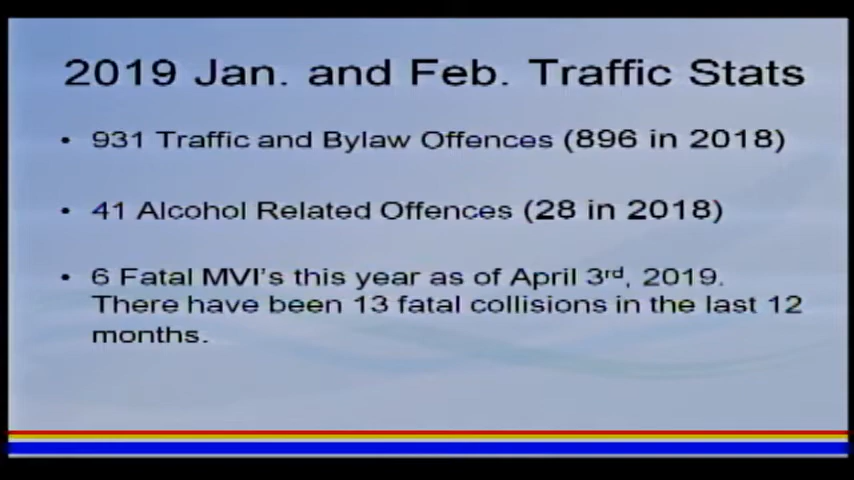 2019 Jan. and Feb. Traffic Stats
• 931 Traffic and Bylaw Offences (896 in 2018)
• 41 Alcohol Related Offences (28 in 2018)
• 6 Fatal MVI's this year as of April 3rd, 2019.
There have been 13 fatal collisions in the last 12
months.